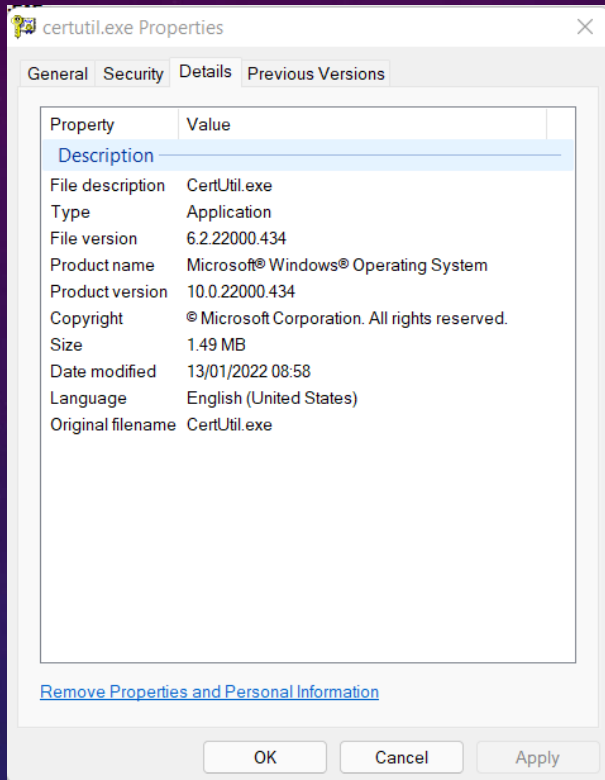 certutil.exe Properties
General Security Details Previous Versions
Property Value
Description
File description CertUtil.exe
Type Application
File version 6.2.22000.434
Product name Microsoft® Windows® Operating System
Product version 10.0.22000.434
Copyright © Microsoft Corporation. All rights reserved.
Size 1.49 MB
Date modified 13/01/2022 08:58
Language English (United States)
Original filename CertUtil.exe
Remove Properties and Personal Information
OK Cancel Apply